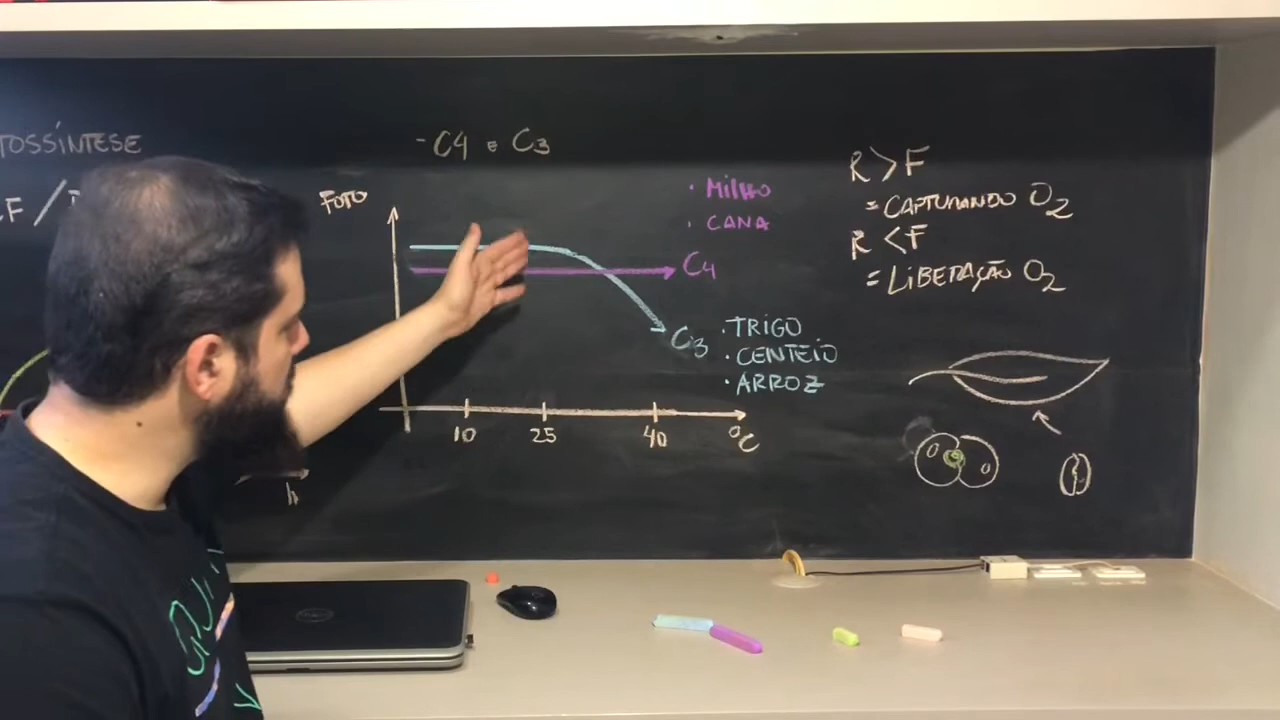 TOSSÍNTESE
F /
- C4 E C3
FOTO
• MILHO
• CANA
C4
C3
• TRIGO
• CENTEIO
• ARROZ
10 25 40 °C
h
R > F
= CAPTURANDO O2
R < F
= LIBERAÇÃO O2